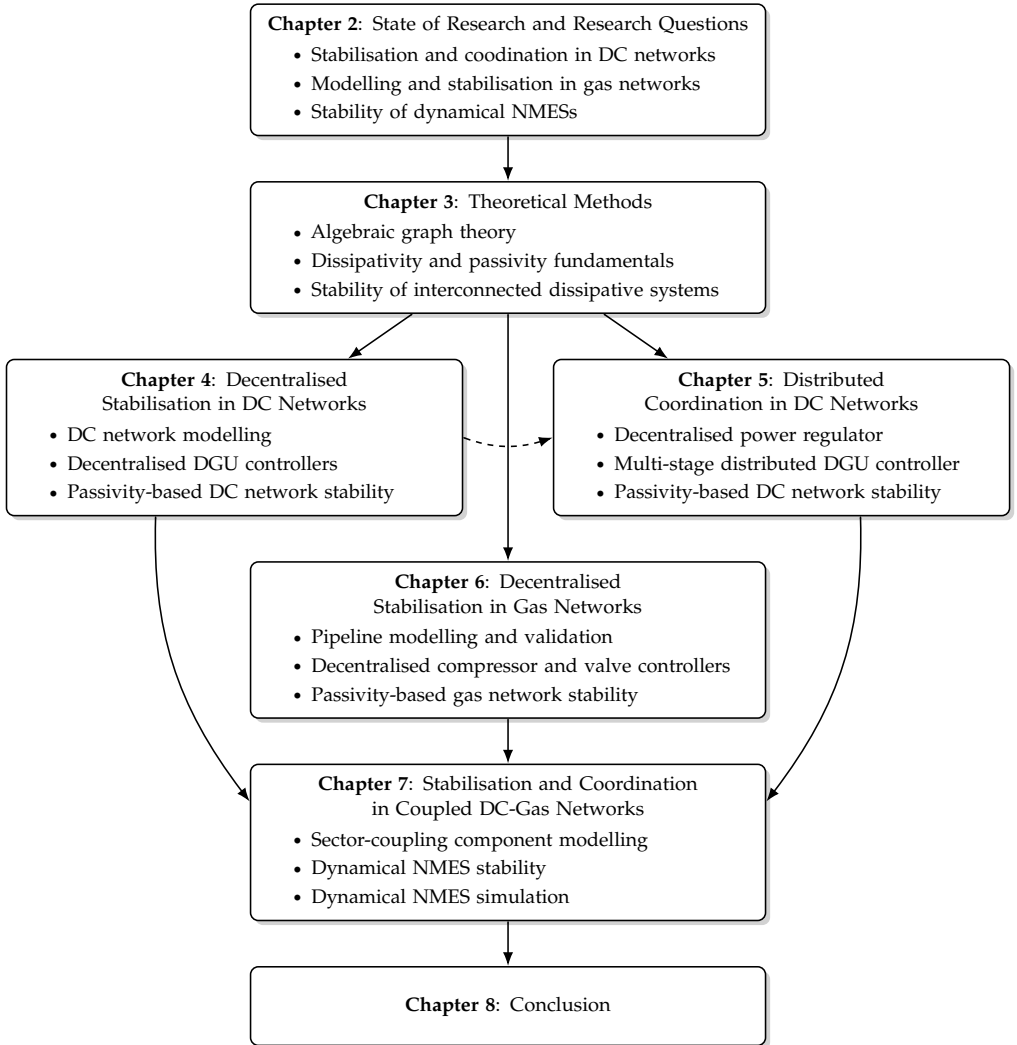 Chapter 2: State of Research and Research Questions
• Stabilisation and coodination in DC networks
• Modelling and stabilisation in gas networks
• Stability of dynamical NMESs
Chapter 3: Theoretical Methods
• Algebraic graph theory
• Dissipativity and passivity fundamentals
• Stability of interconnected dissipative systems
Chapter 4: Decentralised
Stabilisation in DC Networks
• DC network modelling
• Decentralised DGU controllers
• Passivity-based DC network stability
Chapter 5: Distributed
Coordination in DC Networks
• Decentralised power regulator
• Multi-stage distributed DGU controller
• Passivity-based DC network stability
Chapter 6: Decentralised
Stabilisation in Gas Networks
• Pipeline modelling and validation
• Decentralised compressor and valve controllers
• Passivity-based gas network stability
Chapter 7: Stabilisation and Coordination
in Coupled DC-Gas Networks
• Sector-coupling component modelling
• Dynamical NMES stability
• Dynamical NMES simulation
Chapter 8: Conclusion